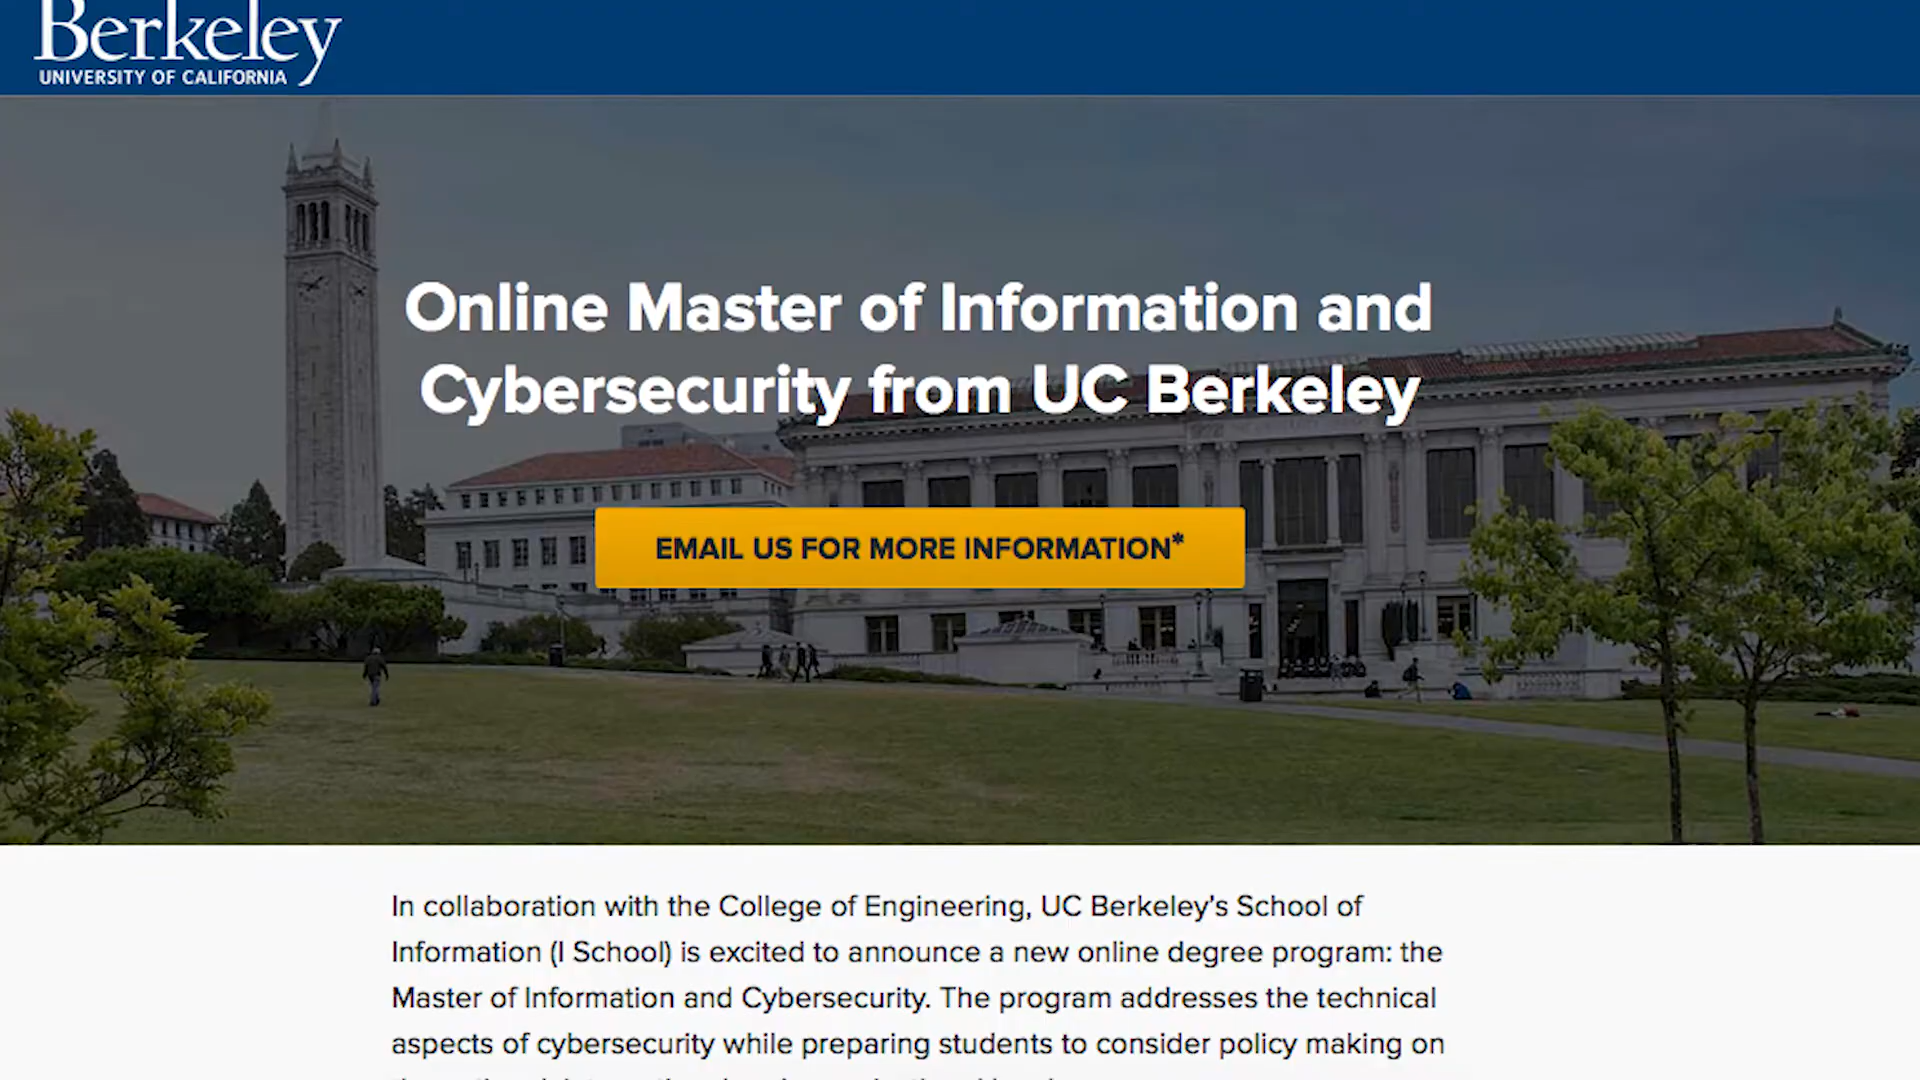 Berkeley
UNIVERSITY OF CALIFORNIA
Online Master of Information and
Cybersecurity from UC Berkeley
EMAIL US FOR MORE INFORMATION*
In collaboration with the College of Engineering, UC Berkeley's School of
Information (I School) is excited to announce a new online degree program: the
Master of Information and Cybersecurity. The program addresses the technical
aspects of cybersecurity while preparing students to consider policy making on